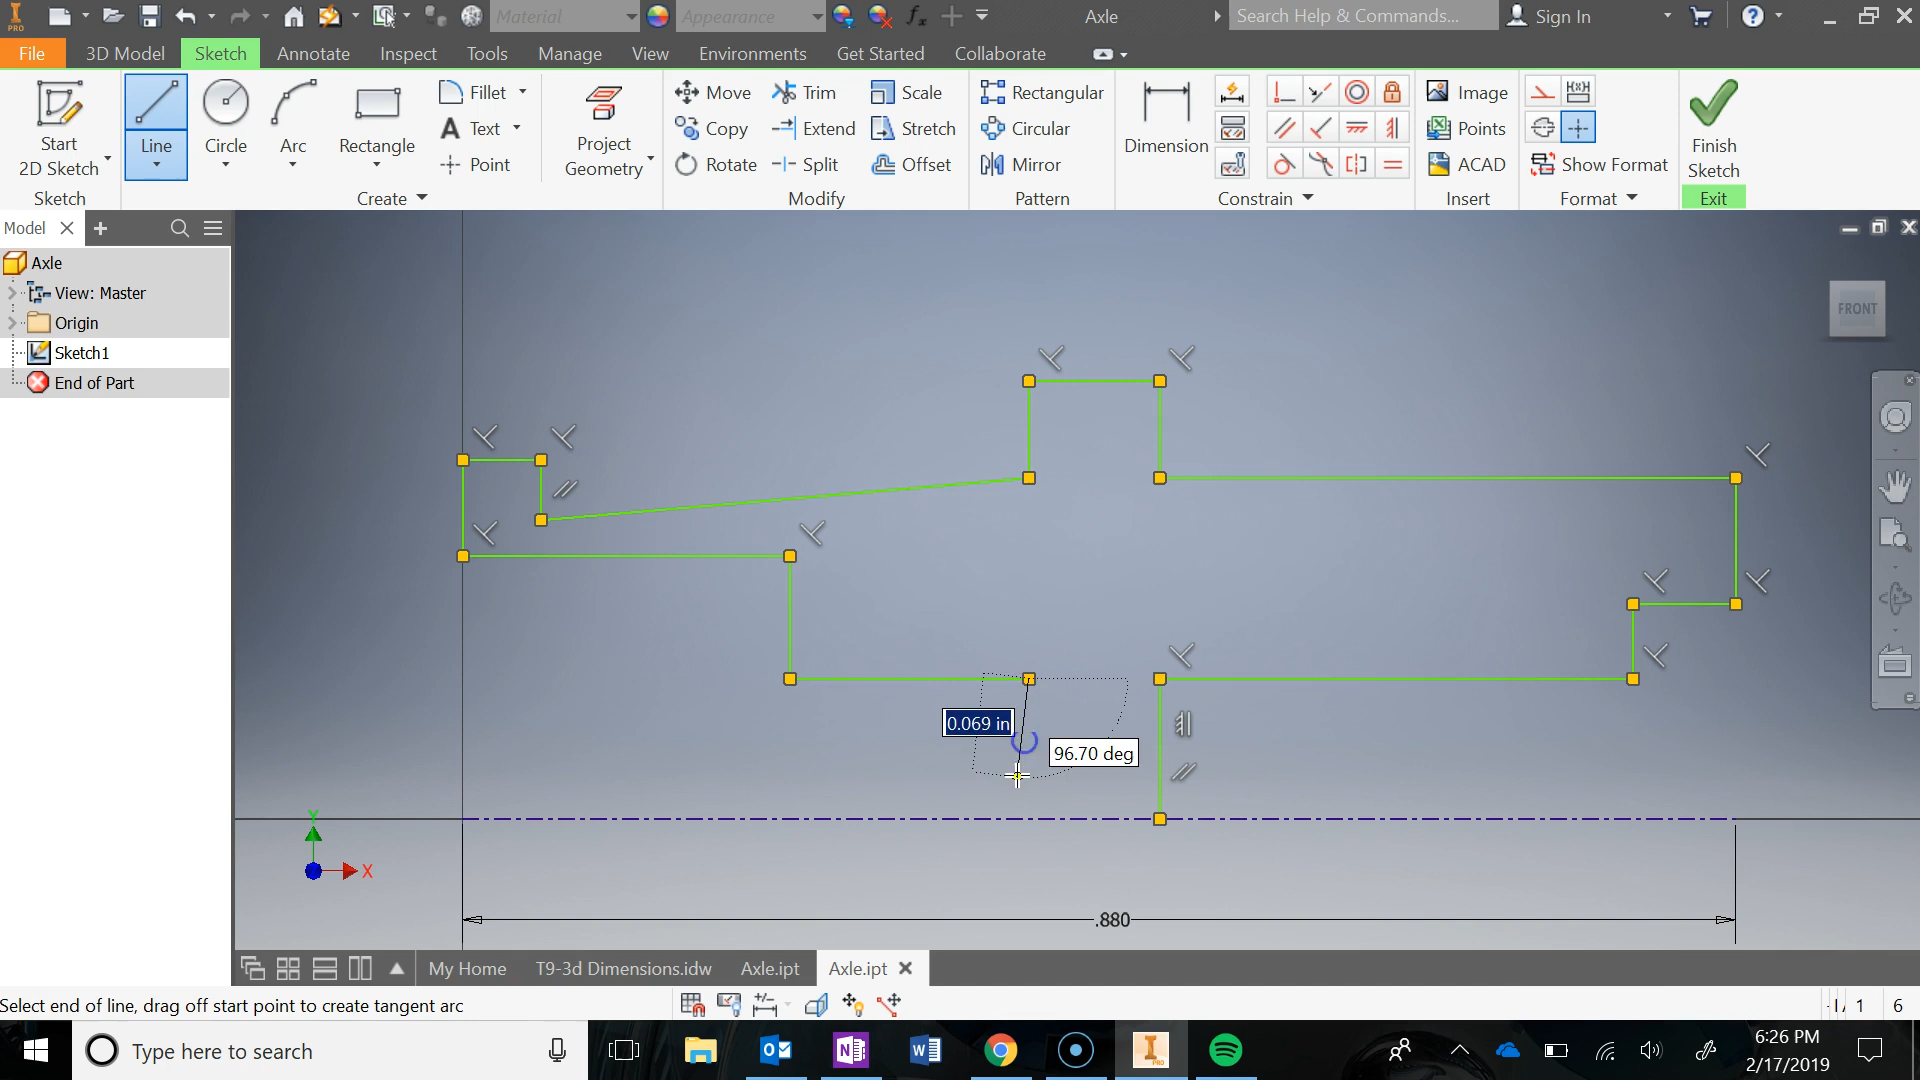 PRO
Material
Appearance
Axle
Search Help & Commands...
Sign In
File
3D Model
Sketch
Annotate
Inspect
Tools
Manage
View
Environments
Get Started
Collaborate
Start
2D Sketch
Line
Circle
Arc
Rectangle
Fillet
Text
Point
Project
Geometry
Move
Copy
Rotate
Trim
Extend
Split
Scale
Stretch
Offset
Rectangular
Circular
Mirror
Dimension
Image
Points
ACAD
Show Format
Finish
Sketch
Sketch
Create
Modify
Pattern
Constrain
Insert
Format
Exit
Model
Axle
View: Master
Origin
Sketch1
End of Part
FRONT
0.069 in
96.70 deg
Y
X
.880
My Home
T9-3d Dimensions.idw
Axle.ipt
Axle.ipt
Select end of line, drag off start point to create tangent arc
1 6
Type here to search
6:26 PM
2/17/2019